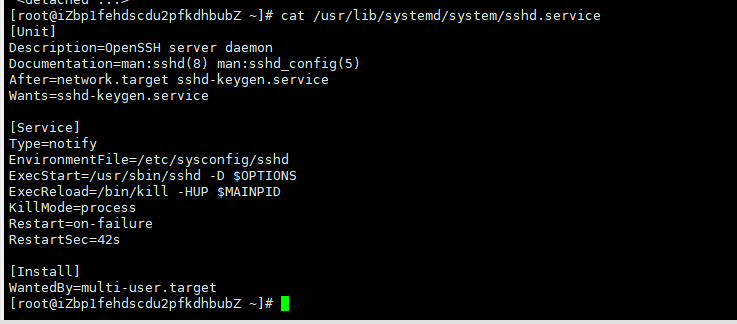 <detached ...>
[root@iZbp1fehdscdu2pfkdhbubZ ~]# cat /usr/lib/systemd/system/sshd.service
[Unit]
Description=OpenSSH server daemon
Documentation=man:sshd(8) man:sshd_config(5)
After=network.target sshd-keygen.service
Wants=sshd-keygen.service
[Service]
Type=notify
EnvironmentFile=/etc/sysconfig/sshd
ExecStart=/usr/sbin/sshd -D $OPTIONS
ExecReload=/bin/kill -HUP $MAINPID
KillMode=process
Restart=on-failure
RestartSec=42s
[Install]
WantedBy=multi-user.target
[root@iZbp1fehdscdu2pfkdhbubZ ~]#